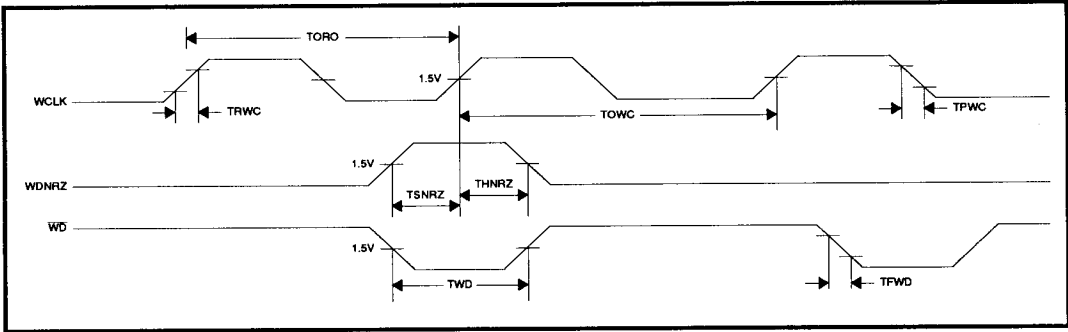 TORO
1.5V
WCLK
TRWC
TOWC
TPWC
1.5V
WDNRZ
TSNRZ
THNRZ
WD
1.5V
TWD
TFWD